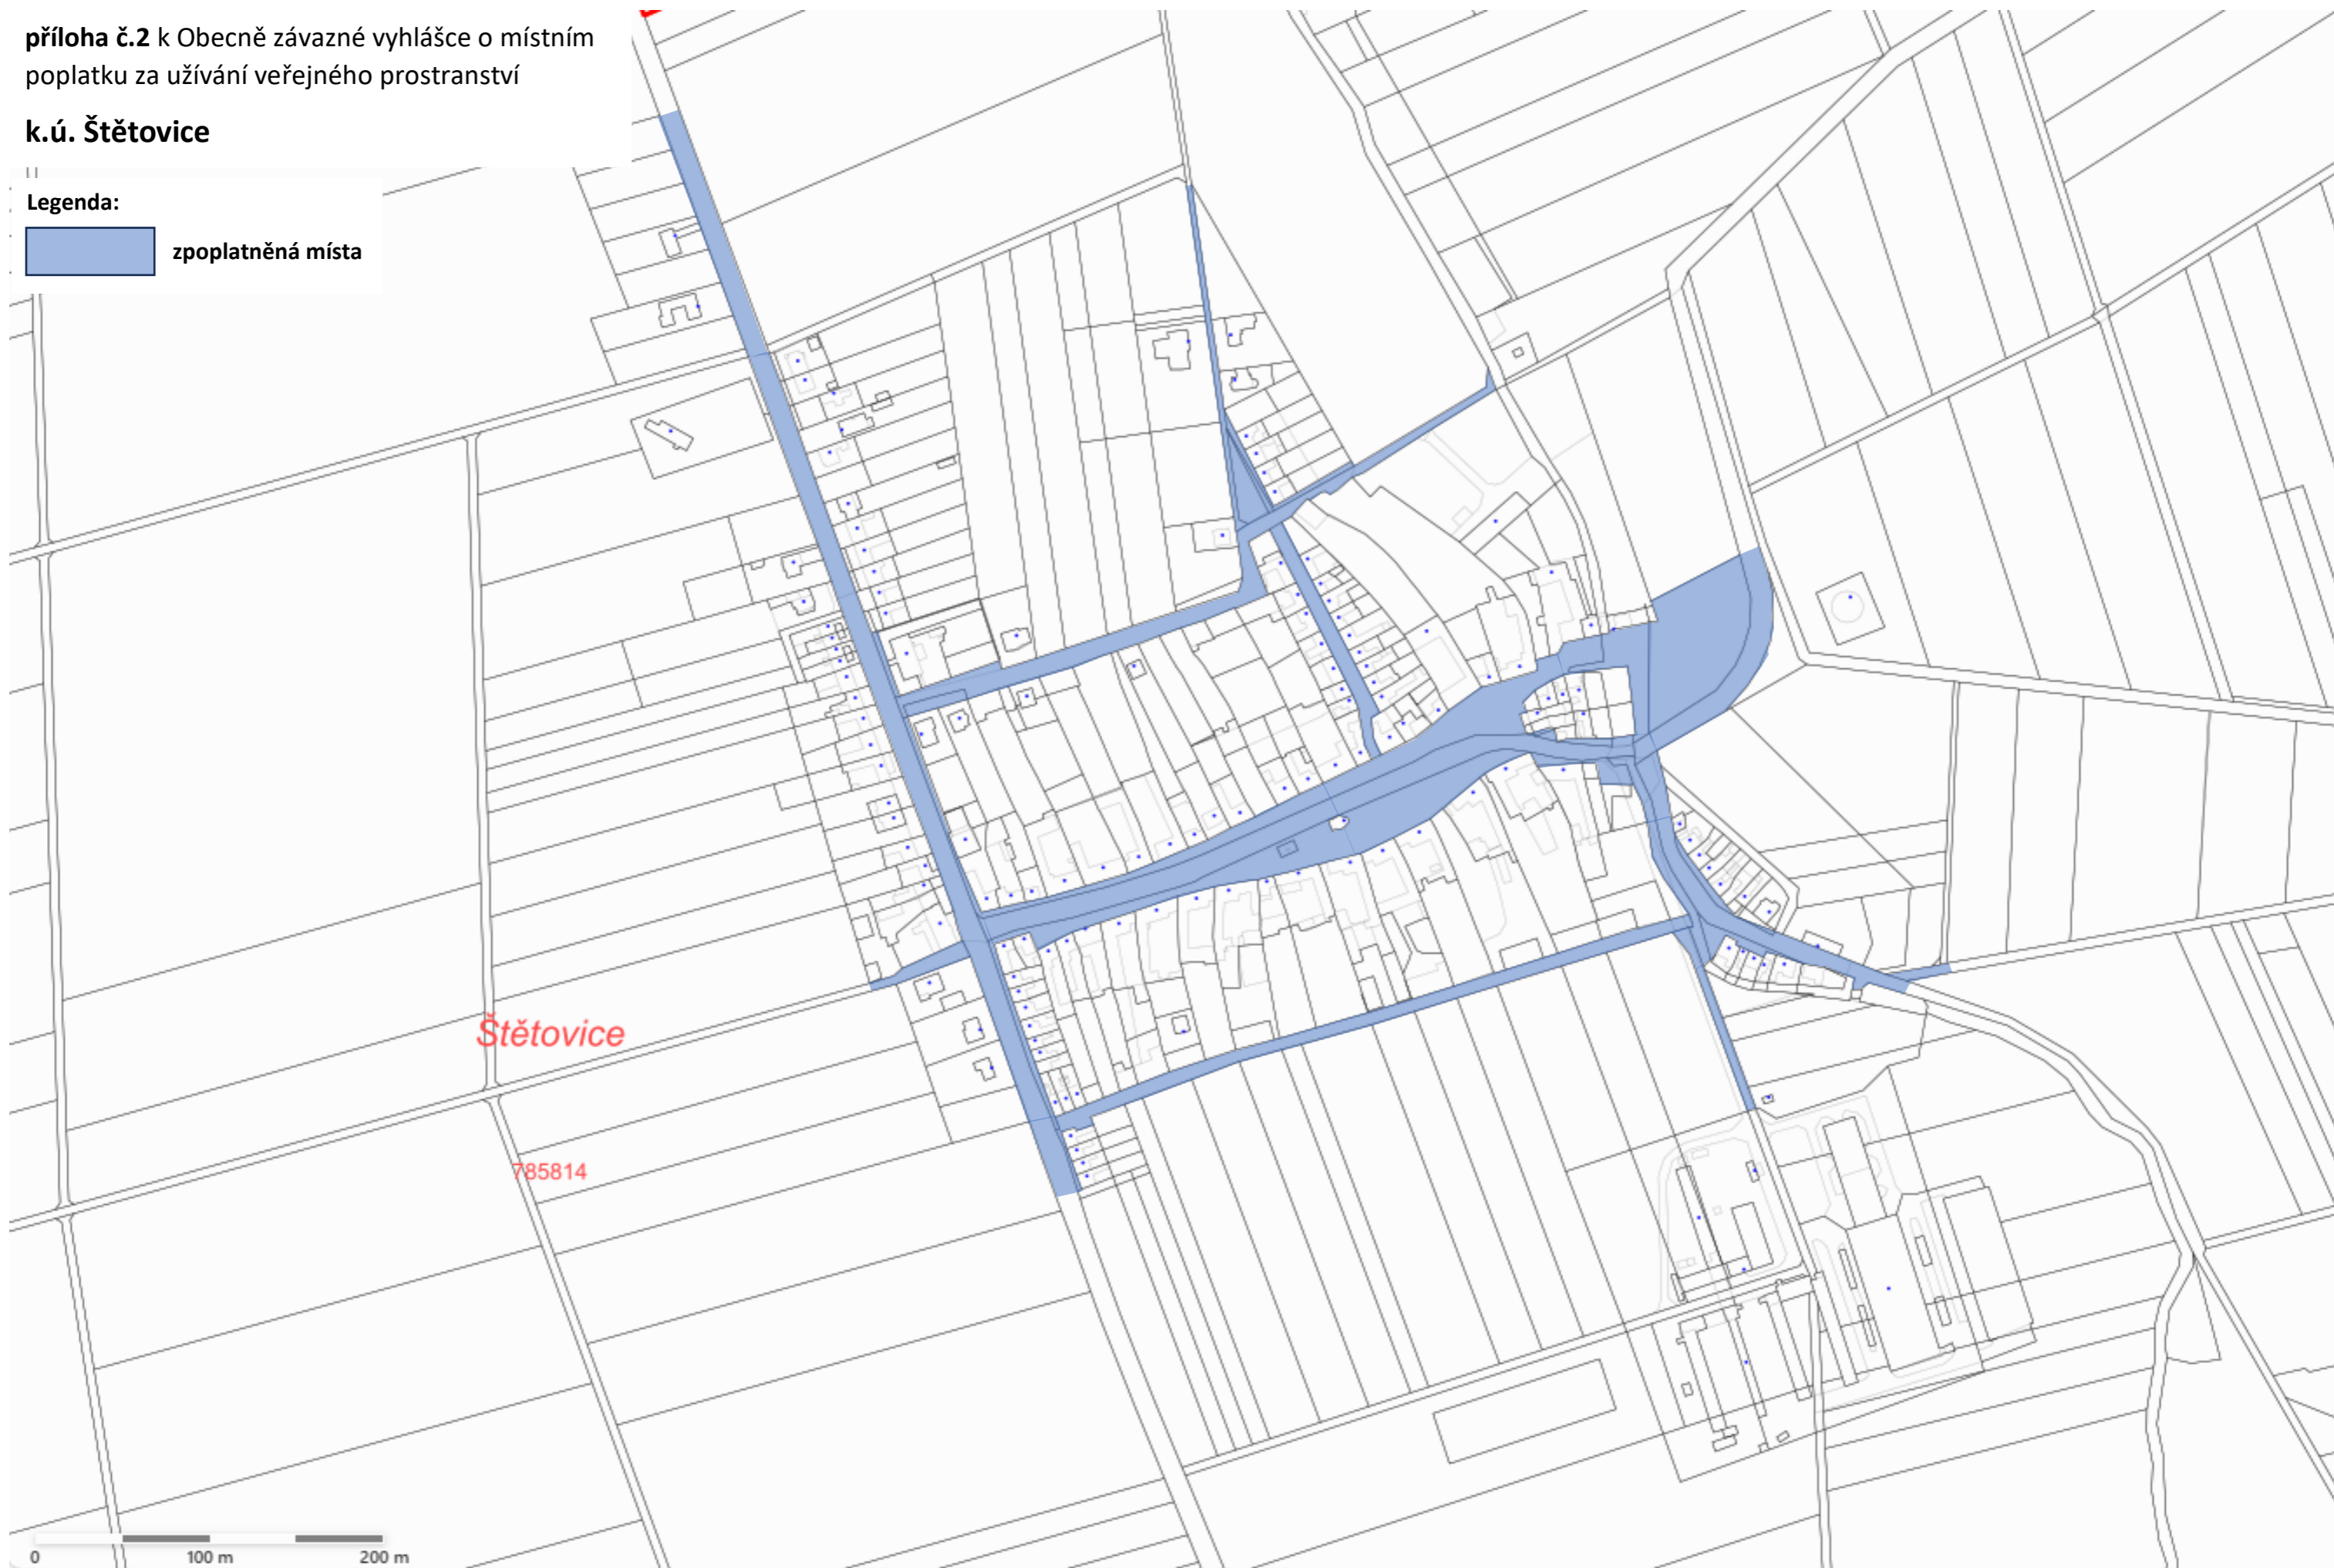 příloha č.2 k Obecně závazné vyhlášce o místním
poplatku za užívání veřejného prostranství
k.ú. Štětovice
Legenda:
zpoplatněná místa
Štětovice
785814
0 100 m 200 m